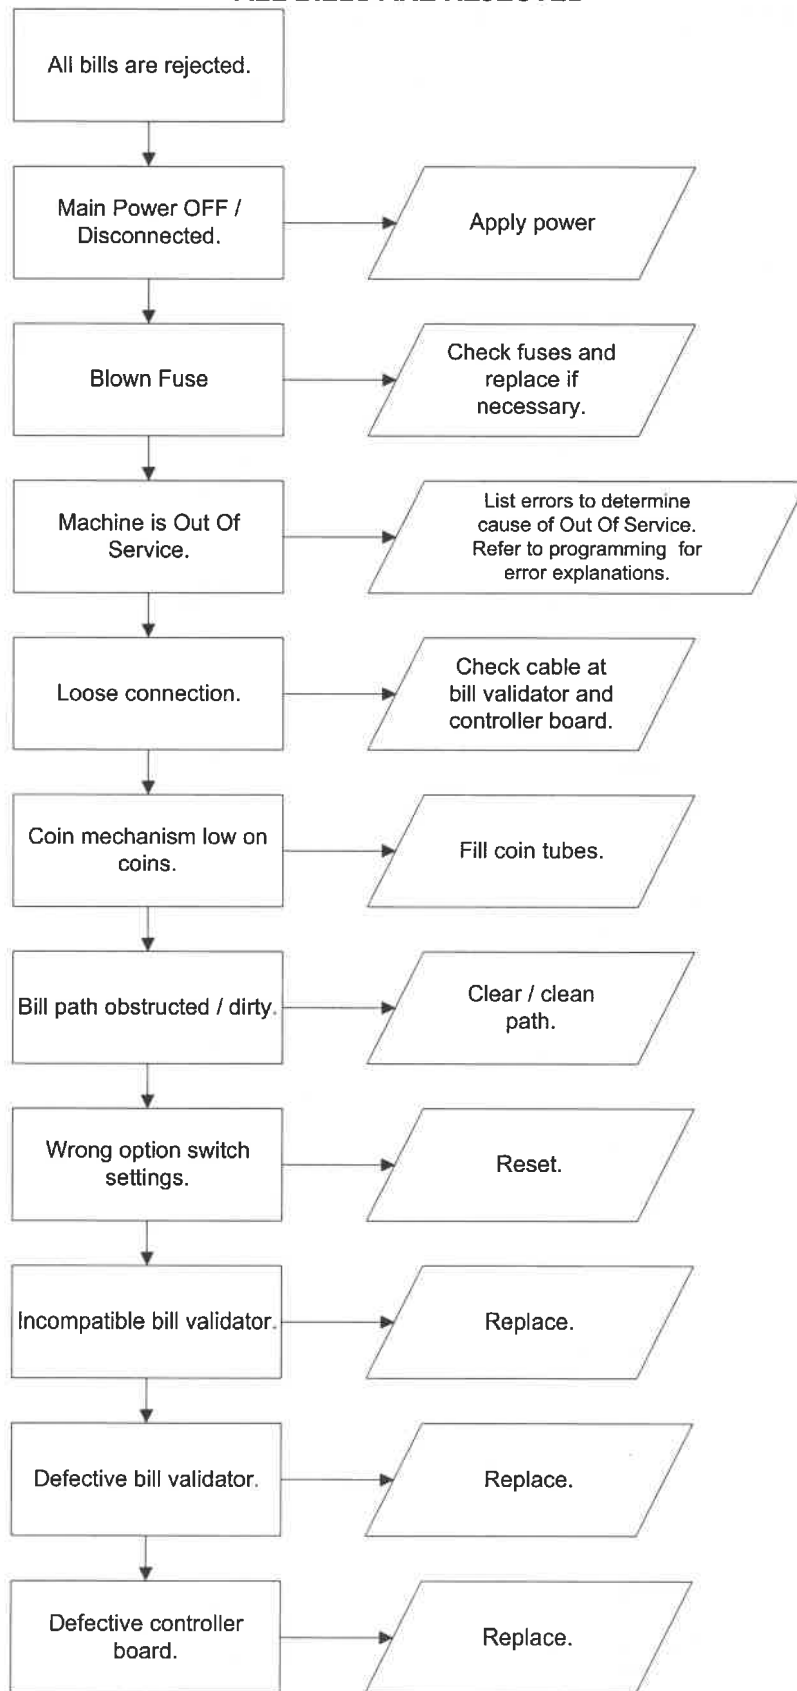 All bills are rejected.
Main Power OFF /
Disconnected.
Apply power
Blown Fuse
Check fuses and
replace if
necessary.
Machine is Out Of
Service.
List errors to determine
cause of Out Of Service.
Refer to programming for
error explanations.
Loose connection.
Check cable at
bill validator and
controller board.
Coin mechanism low on
coins.
Fill coin tubes.
Bill path obstructed / dirty.
Clear / clean
path.
Wrong option switch
settings.
Reset.
Incompatible bill validator.
Replace.
Defective bill validator.
Replace.
Defective controller
board.
Replace.